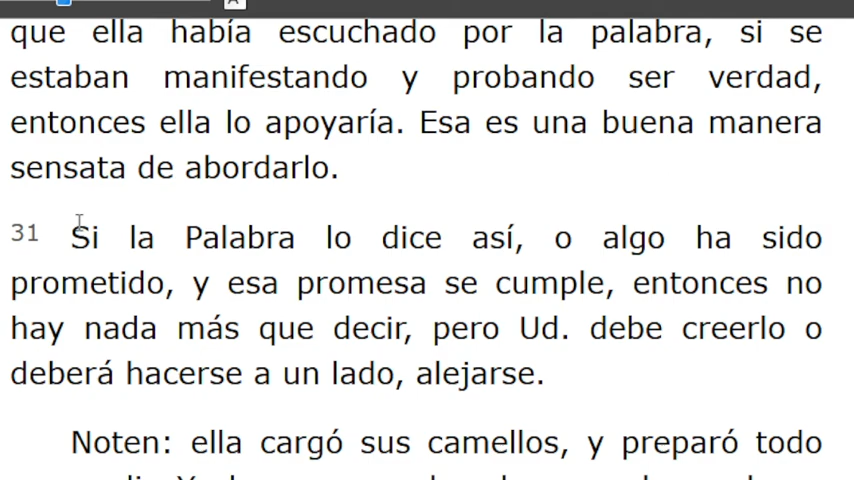 que ella había escuchado por la palabra, si se
estaban manifestando y probando ser verdad,
entonces ella lo apoyaría. Esa es una buena manera
sensata de abordarlo.
31 Si la Palabra lo dice así, o algo ha sido
prometido, y esa promesa se cumple, entonces no
hay nada más que decir, pero Ud. debe creerlo o
deberá hacerse a un lado, alejarse.
Noten: ella cargó sus camellos, y preparó todo